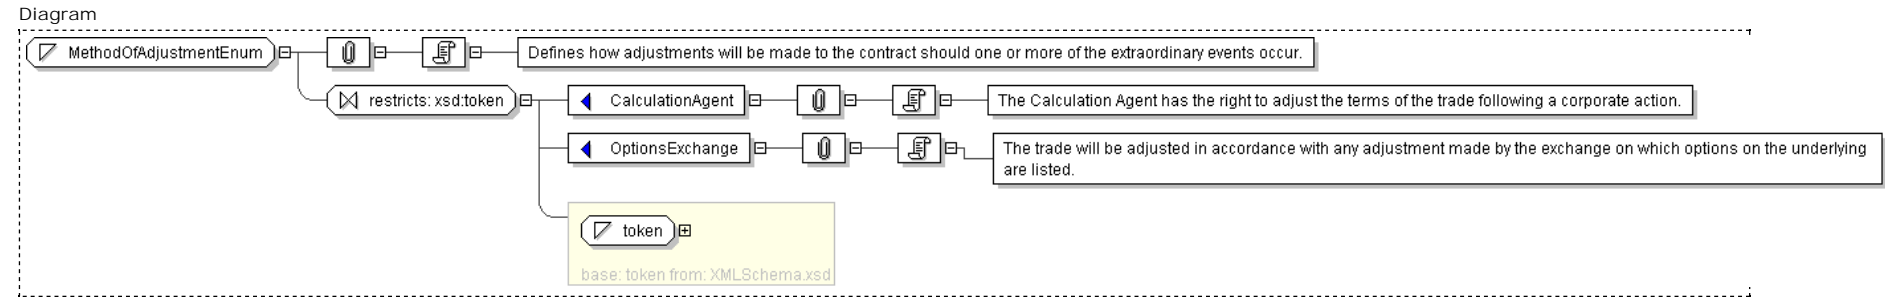 Diagram
MethodOfAdjustmentEnum
Defines how adjustments will be made to the contract should one or more of the extraordinary events occur.
restricts: xsd:token
CalculationAgent
The Calculation Agent has the right to adjust the terms of the trade following a corporate action.
OptionsExchange
The trade will be adjusted in accordance with any adjustment made by the exchange on which options on the underlying
are listed.
token
base: token from: XMLSchema.xsd